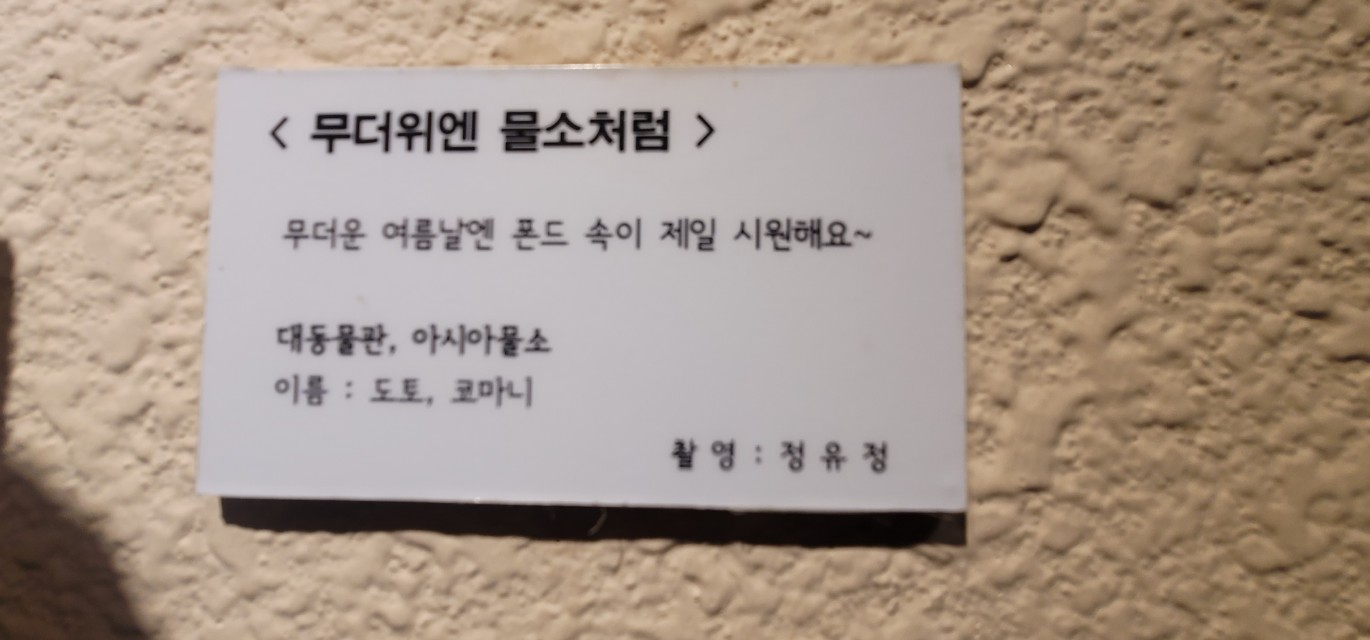 < 무더위엔 물소처럼 >
무더운 여름날엔 폰드 속이 제일 시원해요~
대동물관, 아시아물소
이름 : 도토, 코마니
촬 영 : 정 유 정